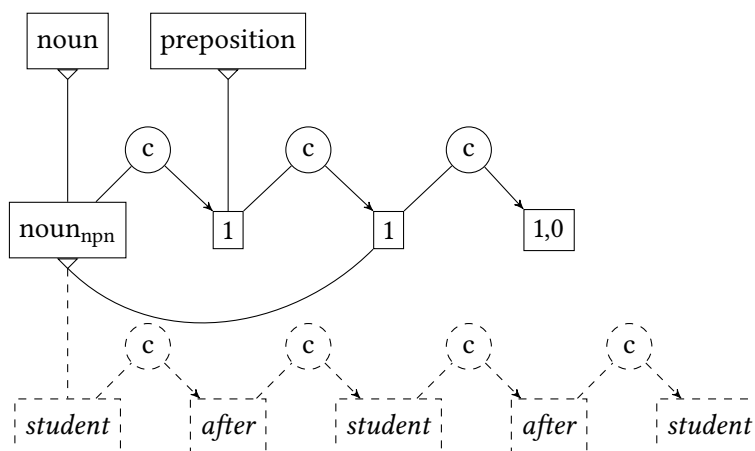 noun preposition
c c c
noun_npn 1 1 1,0
c c c c
student after student after student